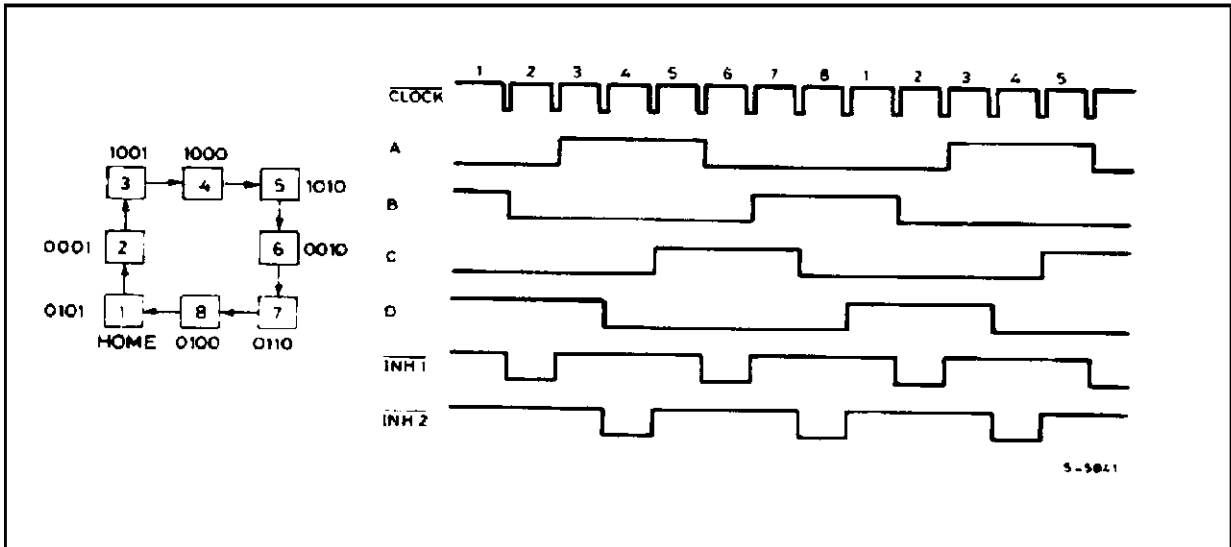 1 2 3 4 5 6 7 8 1 2 3 4 5
CLOCK
A
B
C
D
INH 1
INH 2
1001 1000
3 4 5 1010
0001 2 6 0010
0101 1 8 7
HOME 0100 0110
S-5841